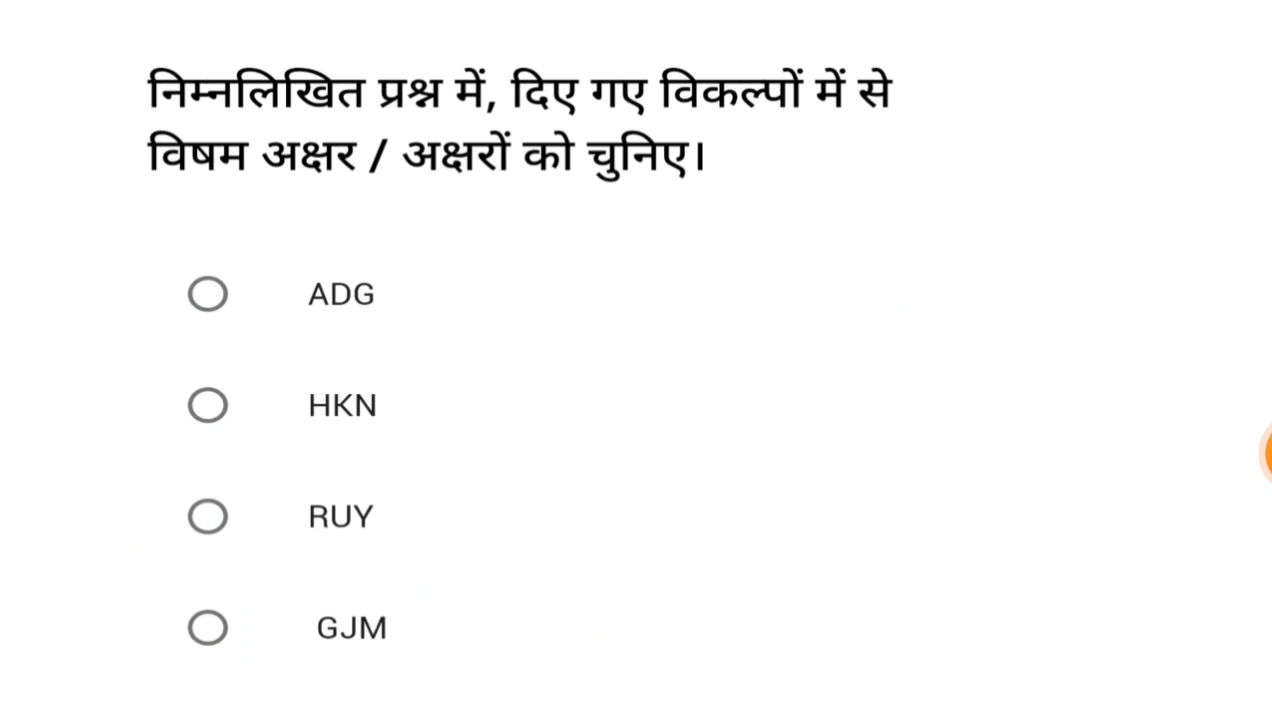 निम्नलिखित प्रश्न में, दिए गए विकल्पों में से
विषम अक्षर / अक्षरों को चुनिए।
ADG
HKN
RUY
GJM